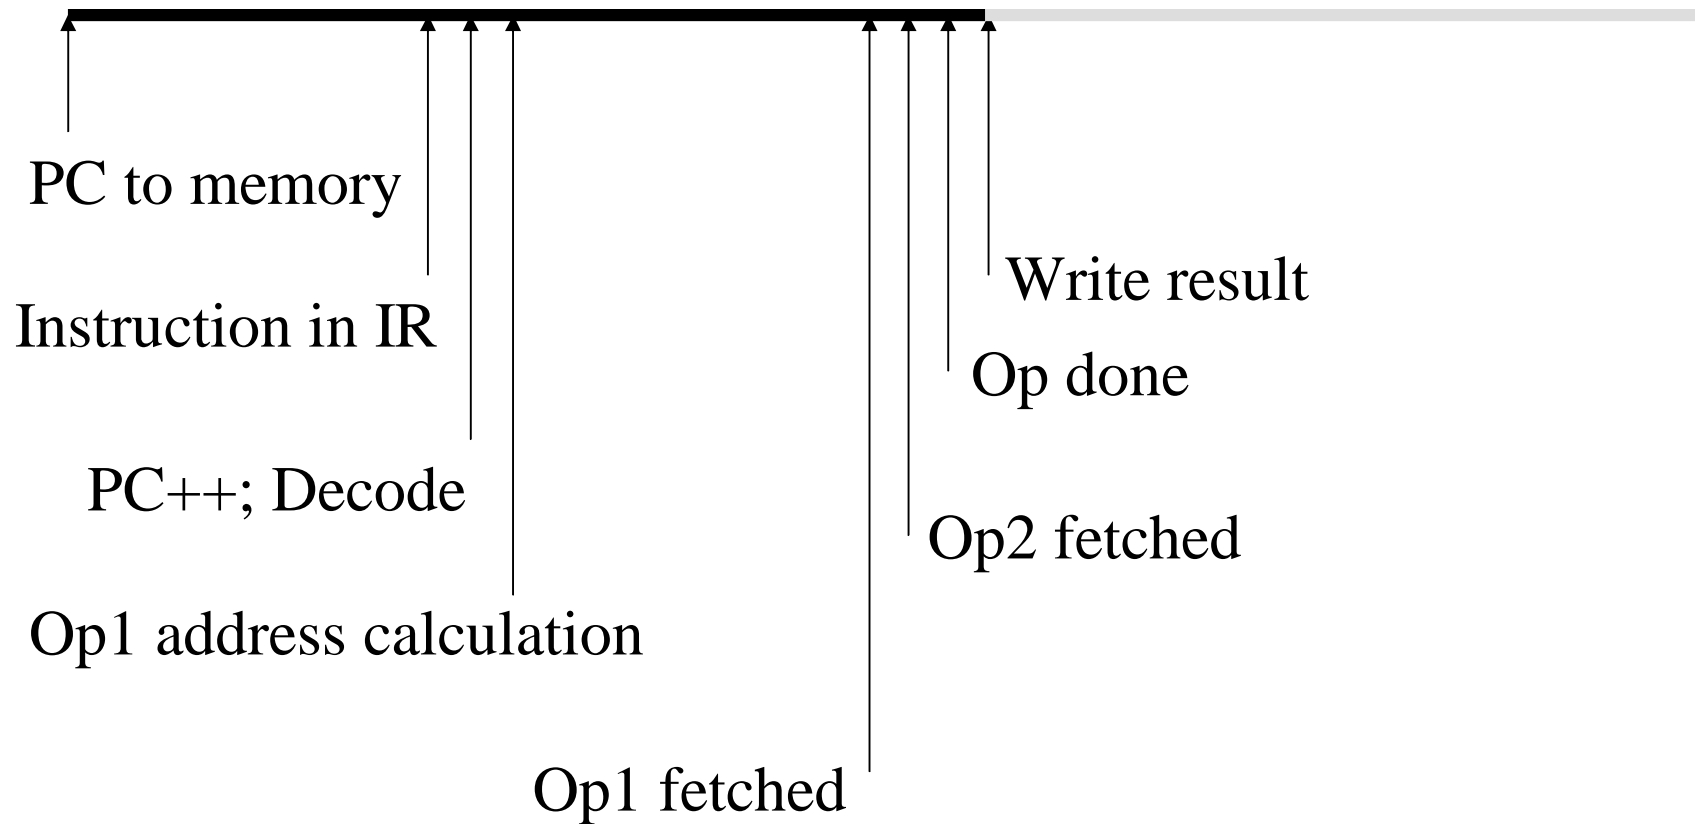 PC to memory
Write result
Instruction in IR
Op done
PC++; Decode
Op2 fetched
Op1 address calculation
Op1 fetched